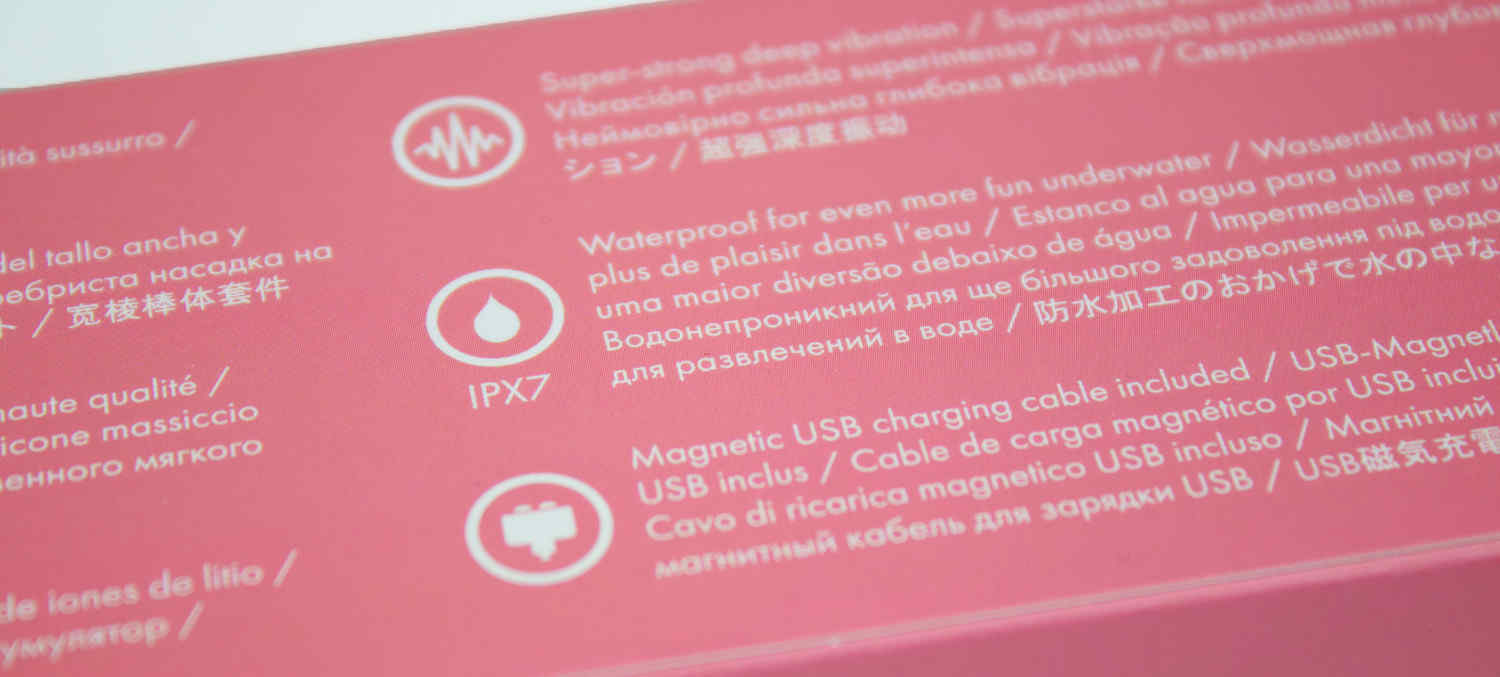 ità sussurro /
del tallo ancha y
ребриста насадка на
ト / 宽棱棒体套件
haute qualité /
icone massiccio
венного мягкого
de iones de litio /
умулятор /
Super-strong deep vibration / Superstarke
Vibración profunda superintensa / Vibração profunda
Неймовірно сильна глибока вібрація / Сверхмощная
ション / 超強深度振动
Waterproof for even more fun underwater / Wasserdicht für
plus de plaisir dans l'eau / Estanco al agua para una mayor
uma maior diversão debaixo de água / Impermeabile per
Водонепроникний для ще більшого задоволення під водо
для развлечений в воде / 防水加工のおかげで水の中な
IPX7
Magnetic USB charging cable included / USB-Magnetl
USB inclus / Cable de carga magnético por USB inclui
Cavo di ricarica magnetico USB incluso / Магнітний
магнитный кабель для зарядки USB / USB磁気充電